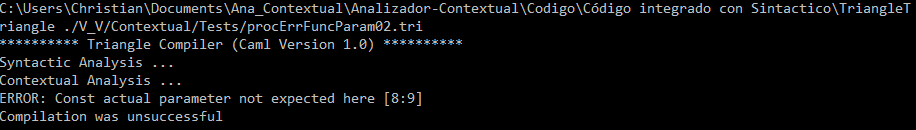 C:\Users\Christian\Documents\Ana_Contextual\Analizador-Contextual\Codigo\Código integrado con Sintactico\TriangleT
riangle ./V_V/Contextual/Tests/procErrFuncParam02.tri
********** Triangle Compiler (Caml Version 1.0) **********
Syntactic Analysis ...
Contextual Analysis ...
ERROR: Const actual parameter not expected here [8:9]
Compilation was unsuccessful